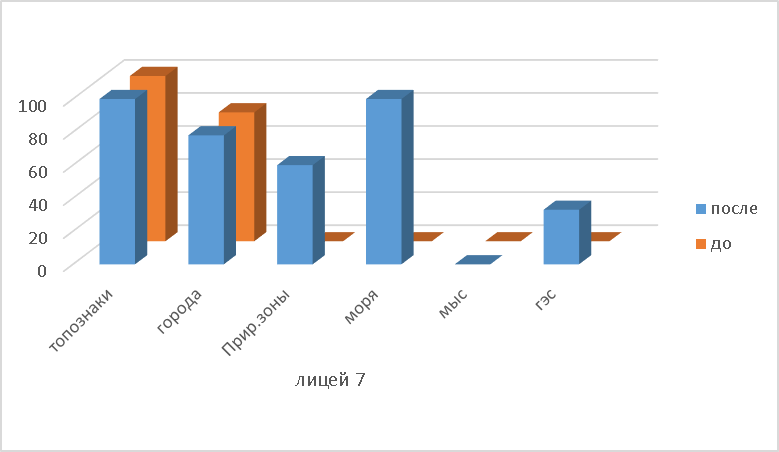 100
80
60
40
20
0
топознаки
города
Прир.зоны
моря
мыс
гэс
лицей 7
после
до